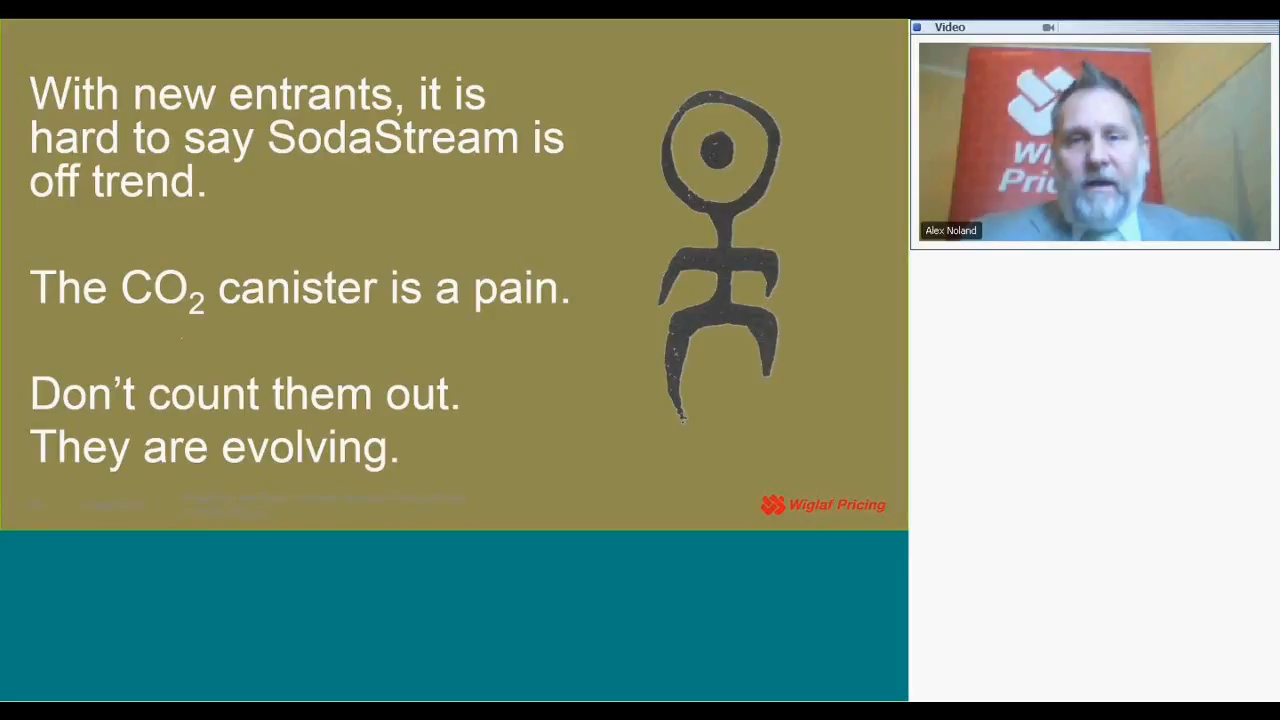 With new entrants, it is
hard to say SodaStream is
off trend.
The CO₂ canister is a pain.
Don’t count them out.
They are evolving.
Wiglaf Pricing
Video
Alex Noland